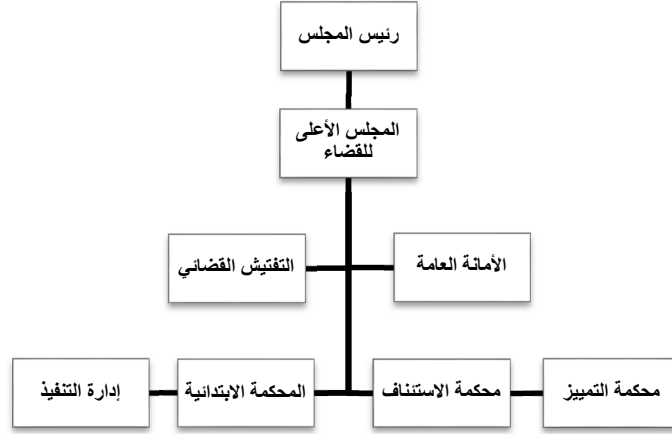 رئيس المجلس
المجلس الأعلى
للقضاء
الأمانة العامة
التفتيش القضائي
محكمة التمييز
محكمة الاستئناف
المحكمة الابتدائية
إدارة التنفيذ